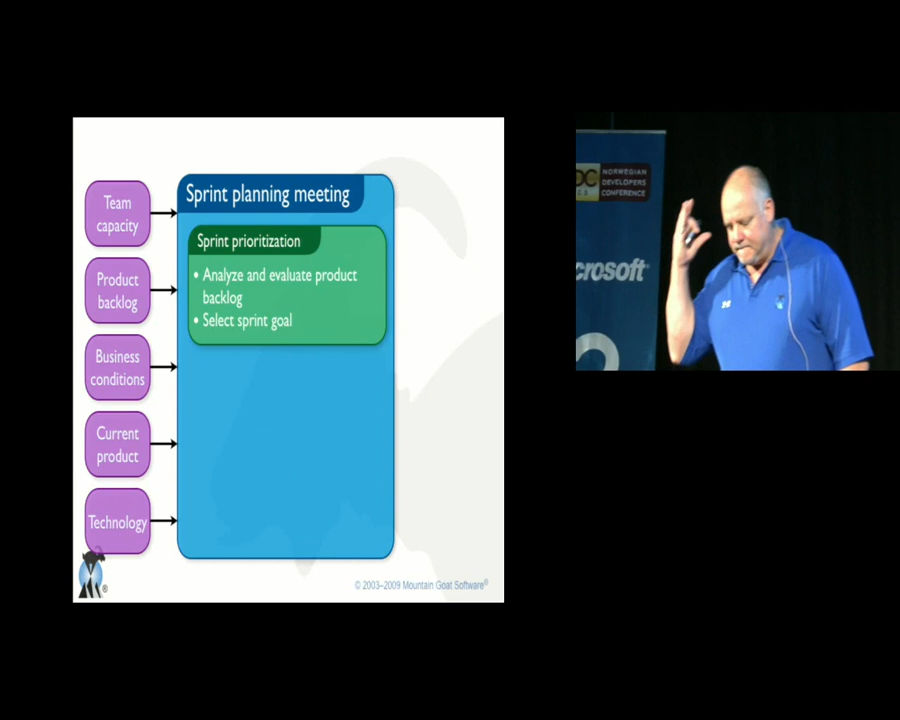 Sprint planning meeting
Team
capacity
Product
backlog
Business
conditions
Current
product
Technology
Sprint prioritization
• Analyze and evaluate product
backlog
• Select sprint goal
®
© 2003–2009 Mountain Goat Software®
NORWEGIAN
DEVELOPERS
CONFERENCE
crosoft®